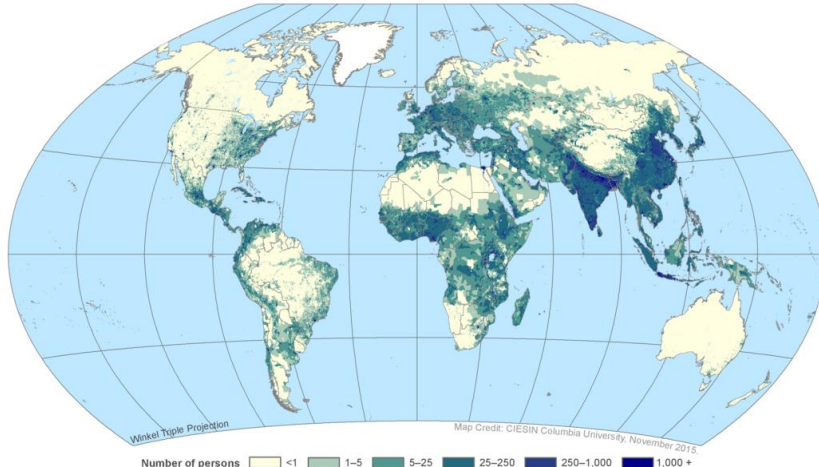 Winkel Triple Projection
Map Credit: CIESIN Columbia University, November 2015.
Number of persons <1 1–5 5–25 25–250 250–1,000 1,000 +